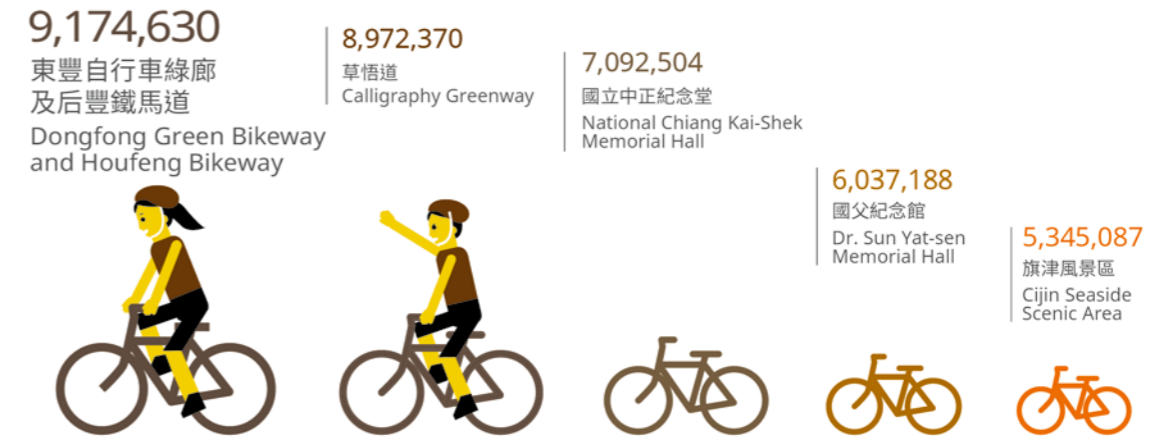 9,174,630
東豐自行車綠廊
及后豐鐵馬道
Dongfong Green Bikeway
and Houfeng Bikeway
8,972,370
草悟道
Calligraphy Greenway
7,092,504
國立中正紀念堂
National Chiang Kai-Shek
Memorial Hall
6,037,188
國父紀念館
Dr. Sun Yat-sen
Memorial Hall
5,345,087
旗津風景區
Cijin Seaside
Scenic Area